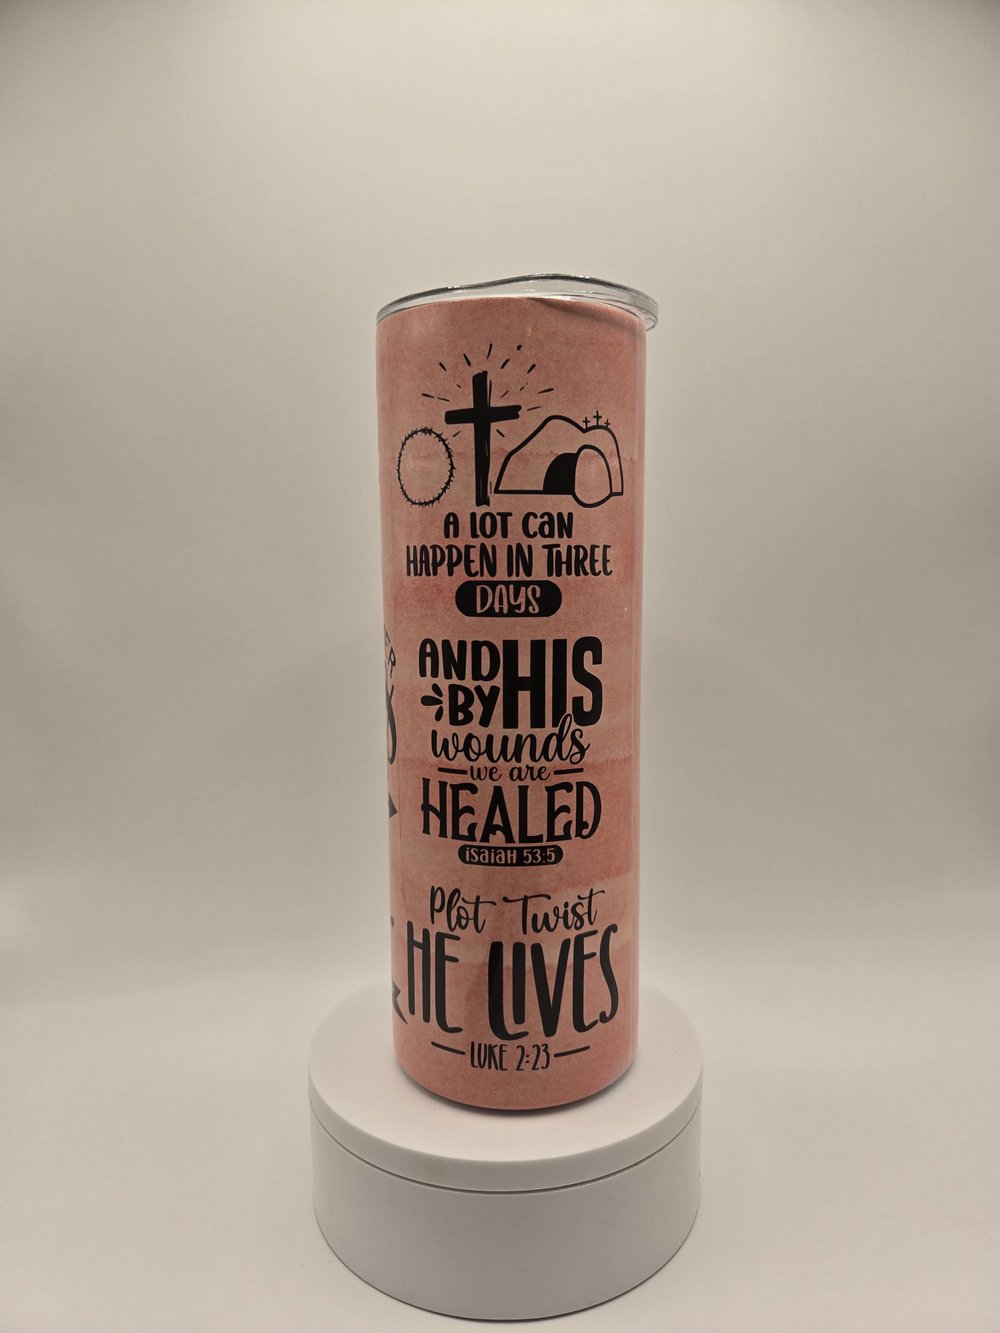 A LOT CaN
HAPPEN IN THREE
DAYS
AND HIS
BY
wounds
we are
HEALED
isaiaH 53:5
Plot Twist
HE LIVES
LUKE 2:23